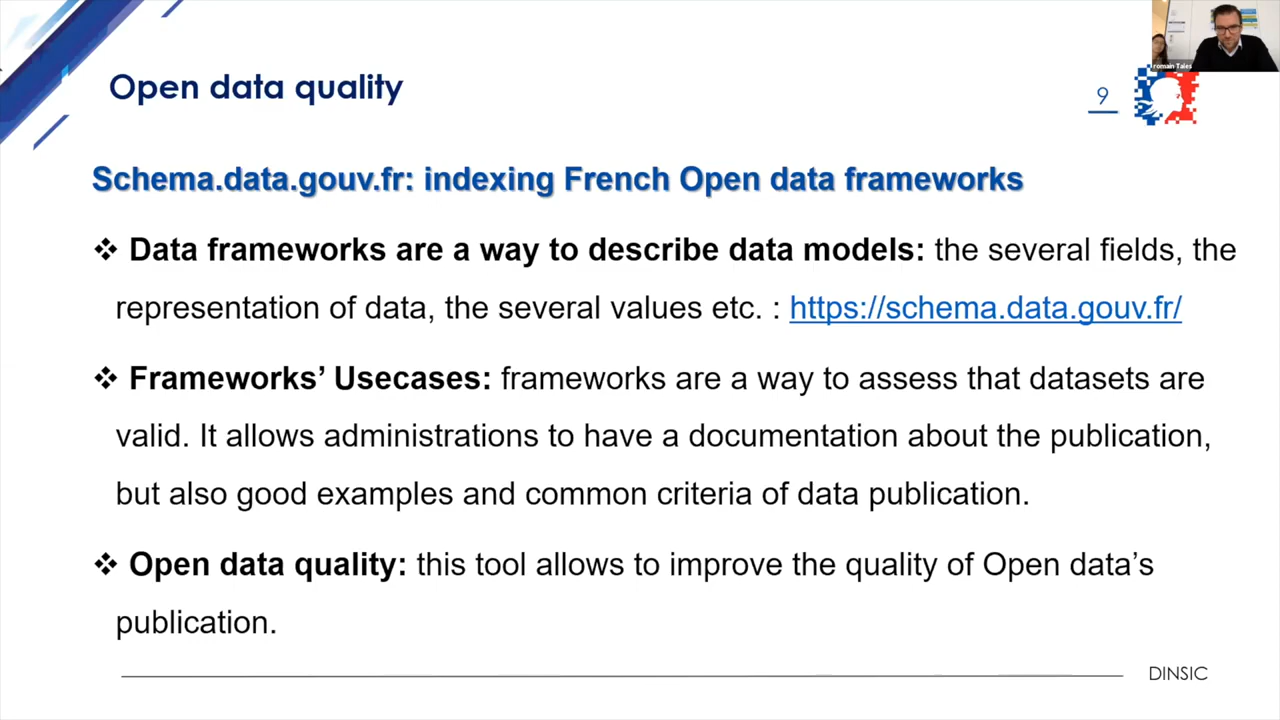 romain Tales
Open data quality
9
Schema.data.gouv.fr: indexing French Open data frameworks
❖ Data frameworks are a way to describe data models: the several fields, the
representation of data, the several values etc. : https://schema.data.gouv.fr/
❖ Frameworks’ Usecases: frameworks are a way to assess that datasets are
valid. It allows administrations to have a documentation about the publication,
but also good examples and common criteria of data publication.
❖ Open data quality: this tool allows to improve the quality of Open data’s
publication.
DINSIC